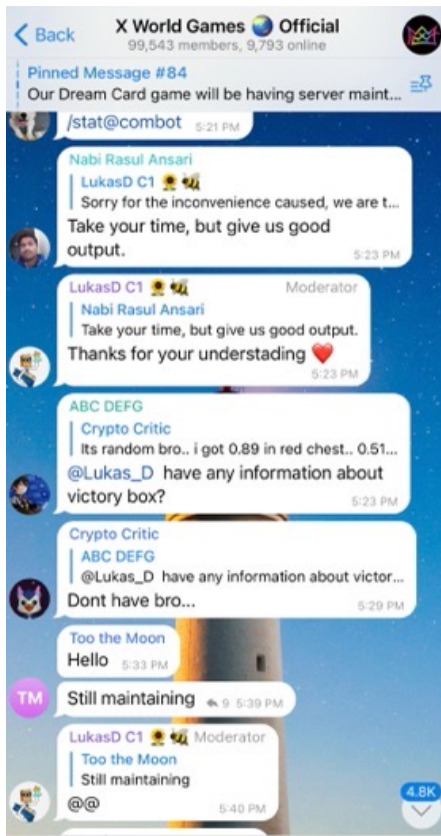 Back
X World Games 🌏 Official
99,543 members, 9,793 online
Pinned Message #84
Our Dream Card game will be having server maint...
/stat@combot 5:21 PM
Nabi Rasul Ansari
LukasD C1 🌻 🐝
Sorry for the inconvenience caused, we are t...
Take your time, but give us good
output.
5:23 PM
LukasD C1 🌻 🐝 Moderator
Nabi Rasul Ansari
Take your time, but give us good output.
Thanks for your understading ❤️
5:23 PM
ABC DEFG
Crypto Critic
Its random bro.. i got 0.89 in red chest.. 0.51...
@Lukas_D have any information about
victory box?
5:23 PM
Crypto Critic
ABC DEFG
@Lukas_D have any information about victor...
Dont have bro...
5:29 PM
Too the Moon
Hello 5:33 PM
TM
Still maintaining 9 5:39 PM
LukasD C1 🌻 🐝 Moderator
Too the Moon
Still maintaining
@@
5:40 PM
4.8K